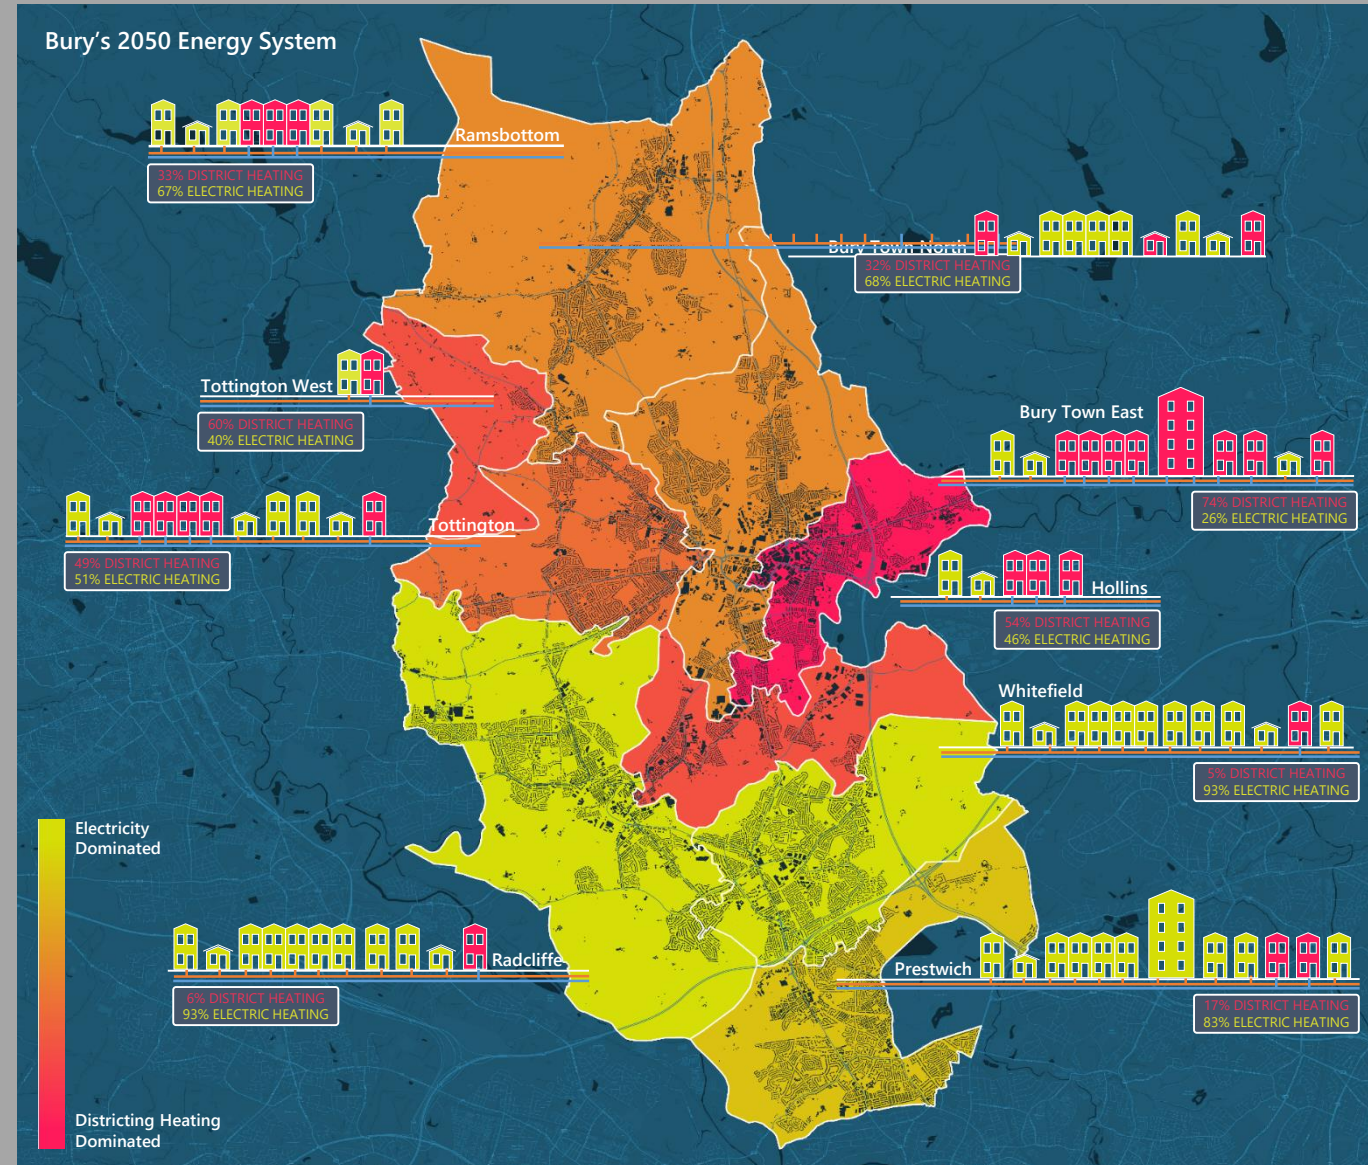 Bury's 2050 Energy System
Ramsbottom
33% DISTRICT HEATING
67% ELECTRIC HEATING
Bury Town North
32% DISTRICT HEATING
68% ELECTRIC HEATING
Tottington West
60% DISTRICT HEATING
40% ELECTRIC HEATING
Bury Town East
74% DISTRICT HEATING
26% ELECTRIC HEATING
Tottington
49% DISTRICT HEATING
51% ELECTRIC HEATING
Hollins
54% DISTRICT HEATING
46% ELECTRIC HEATING
Whitefield
5% DISTRICT HEATING
93% ELECTRIC HEATING
Electricity
Dominated
Radcliffe
6% DISTRICT HEATING
93% ELECTRIC HEATING
Prestwich
17% DISTRICT HEATING
83% ELECTRIC HEATING
Districting Heating
Dominated